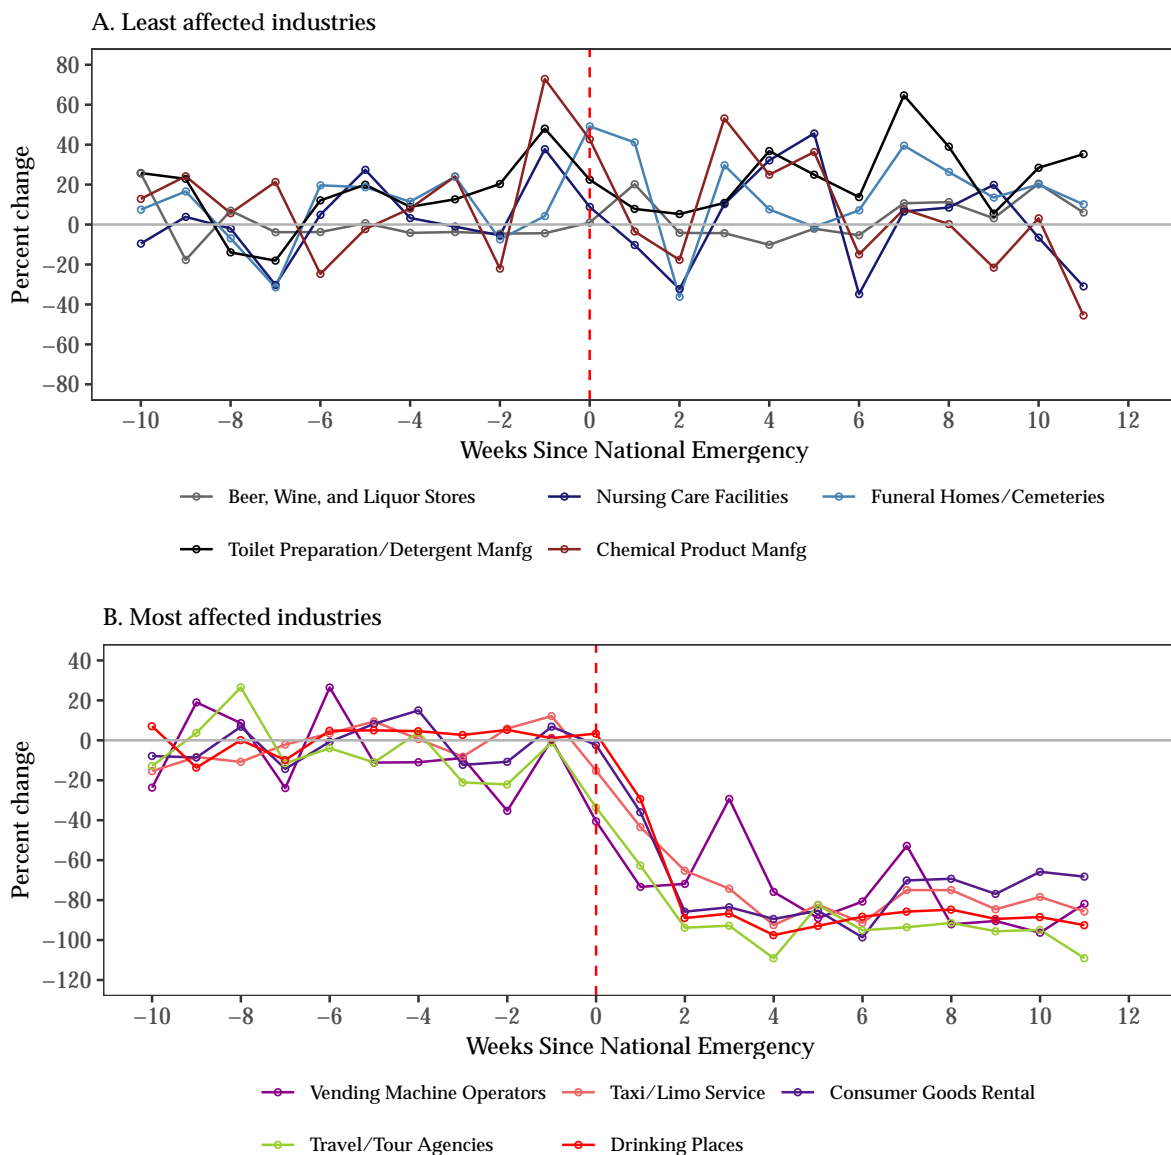 A. Least affected industries
80
60
40
20
0
−20
−40
−60
−80
Percent change
−10 −8 −6 −4 −2 0 2 4 6 8 10 12
Weeks Since National Emergency
Beer, Wine, and Liquor Stores Nursing Care Facilities Funeral Homes/Cemeteries
Toilet Preparation/Detergent Manfg Chemical Product Manfg
B. Most affected industries
40
20
0
−20
−40
−60
−80
−100
−120
Percent change
−10 −8 −6 −4 −2 0 2 4 6 8 10 12
Weeks Since National Emergency
Vending Machine Operators Taxi/Limo Service Consumer Goods Rental
Travel/Tour Agencies Drinking Places